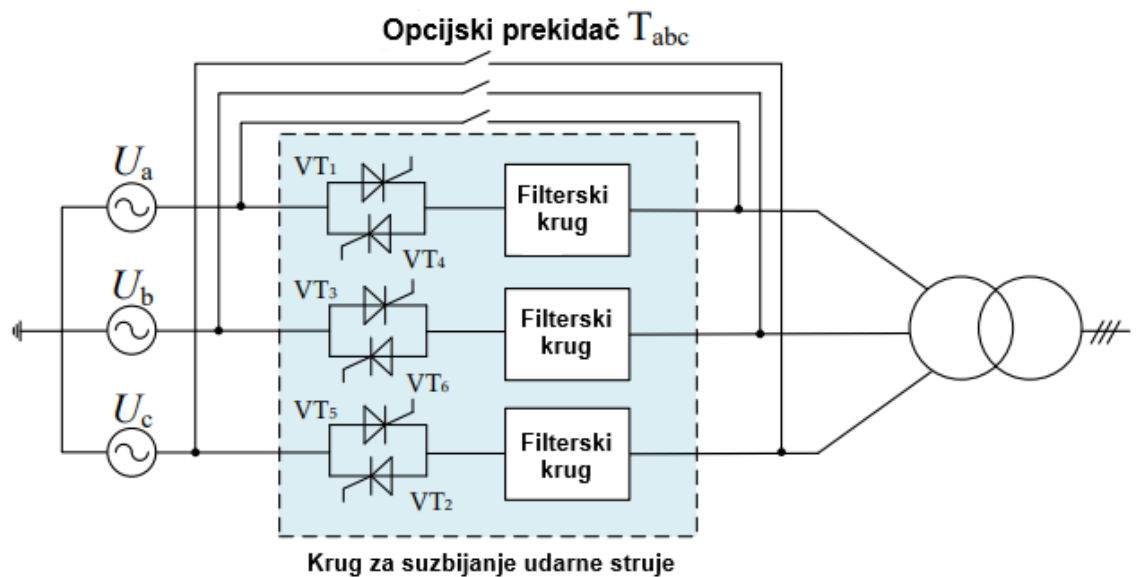 Opcijski prekidač Tabc
Ua
VT1
Filterski
krug
VT4
Ub
VT3
Filterski
krug
VT6
Uc
VT5
Filterski
krug
VT2
Krug za suzbijanje udarne struje